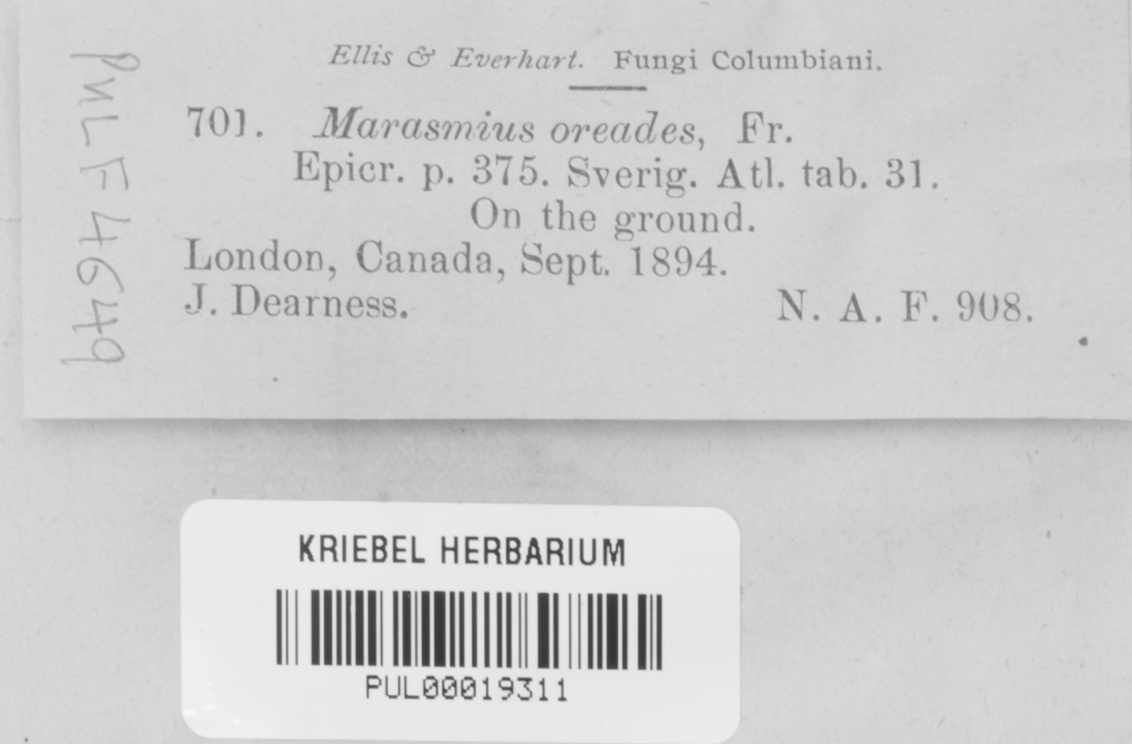 Ellis & Everhart. Fungi Columbiani.
701. Marasmius oreades, Fr.
Epicr. p. 375. Sverig. Atl. tab. 31.
On the ground.
London, Canada, Sept. 1894.
J. Dearness. N. A. F. 908.
PUL F 4649
KRIEBEL HERBARIUM
PUL00019311